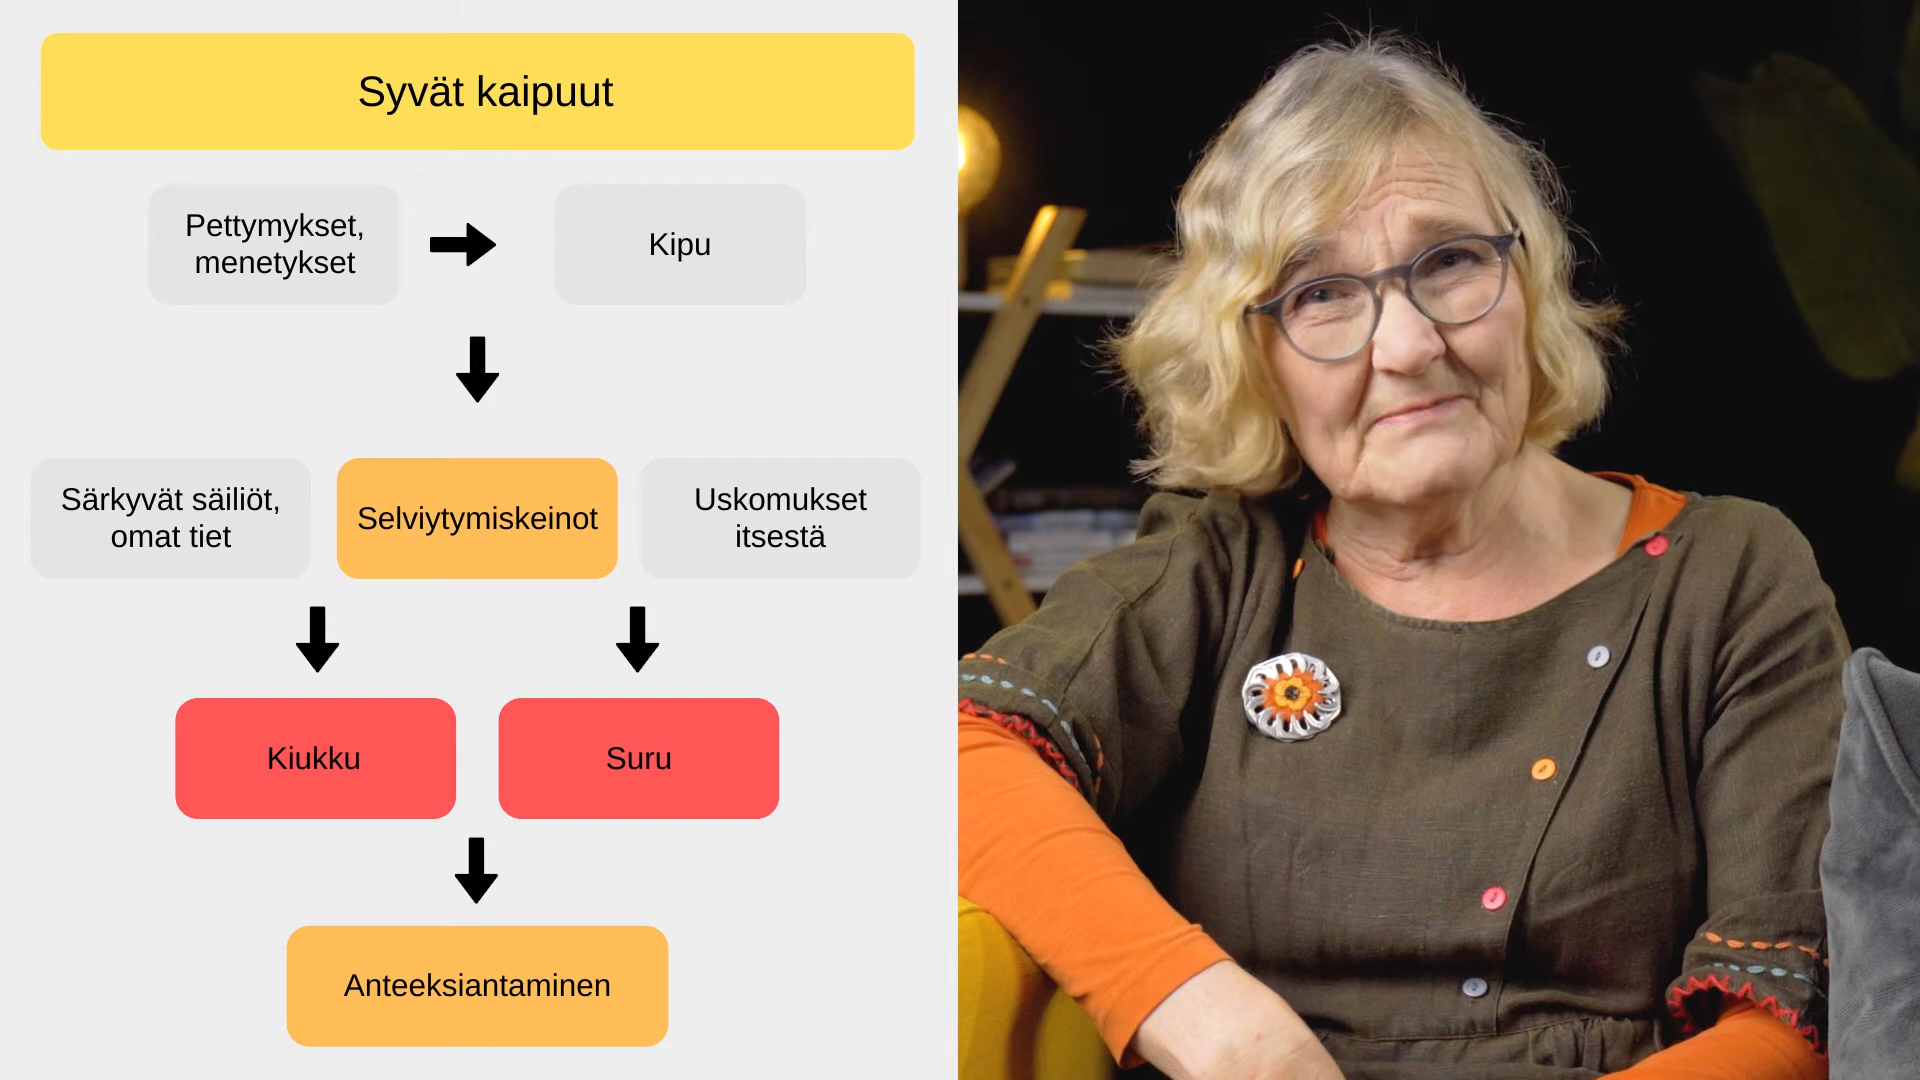 Syvät kaipuut
Pettymykset,
menetykset
Kipu
Särkyvät säiliöt,
omat tiet
Selviytymiskeinot
Uskomukset
itsestä
Kiukku
Suru
Anteeksiantaminen